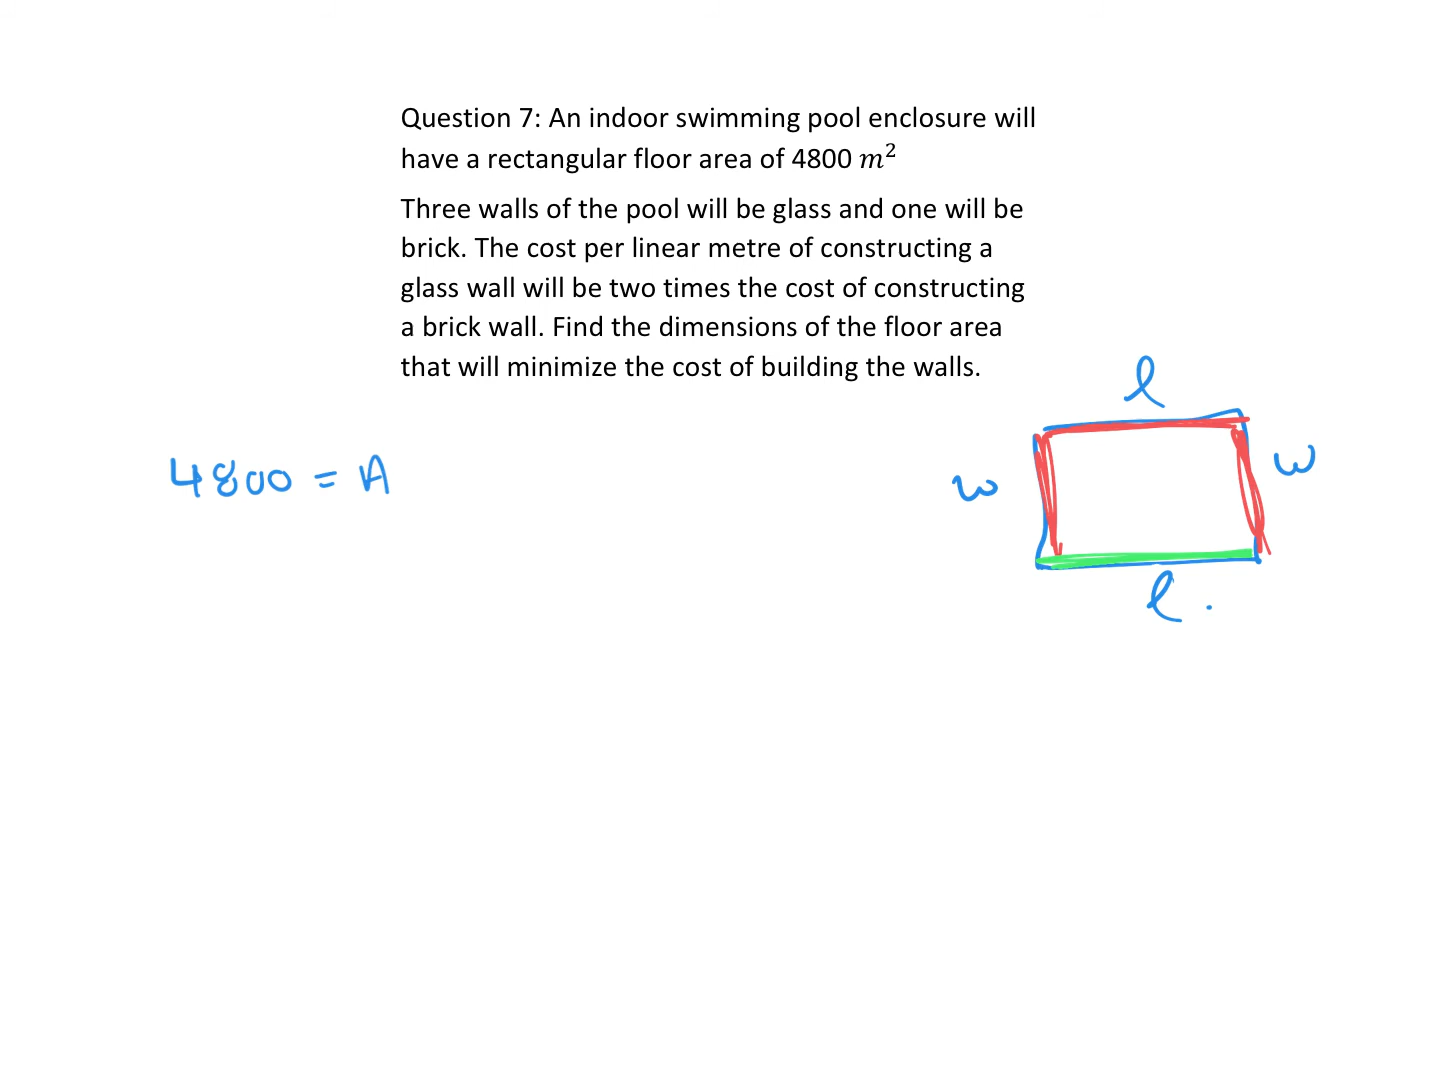 Question 7: An indoor swimming pool enclosure will
have a rectangular floor area of 4800 m²
Three walls of the pool will be glass and one will be
brick. The cost per linear metre of constructing a
glass wall will be two times the cost of constructing
a brick wall. Find the dimensions of the floor area
that will minimize the cost of building the walls.
l
4800 = A
w
w
l